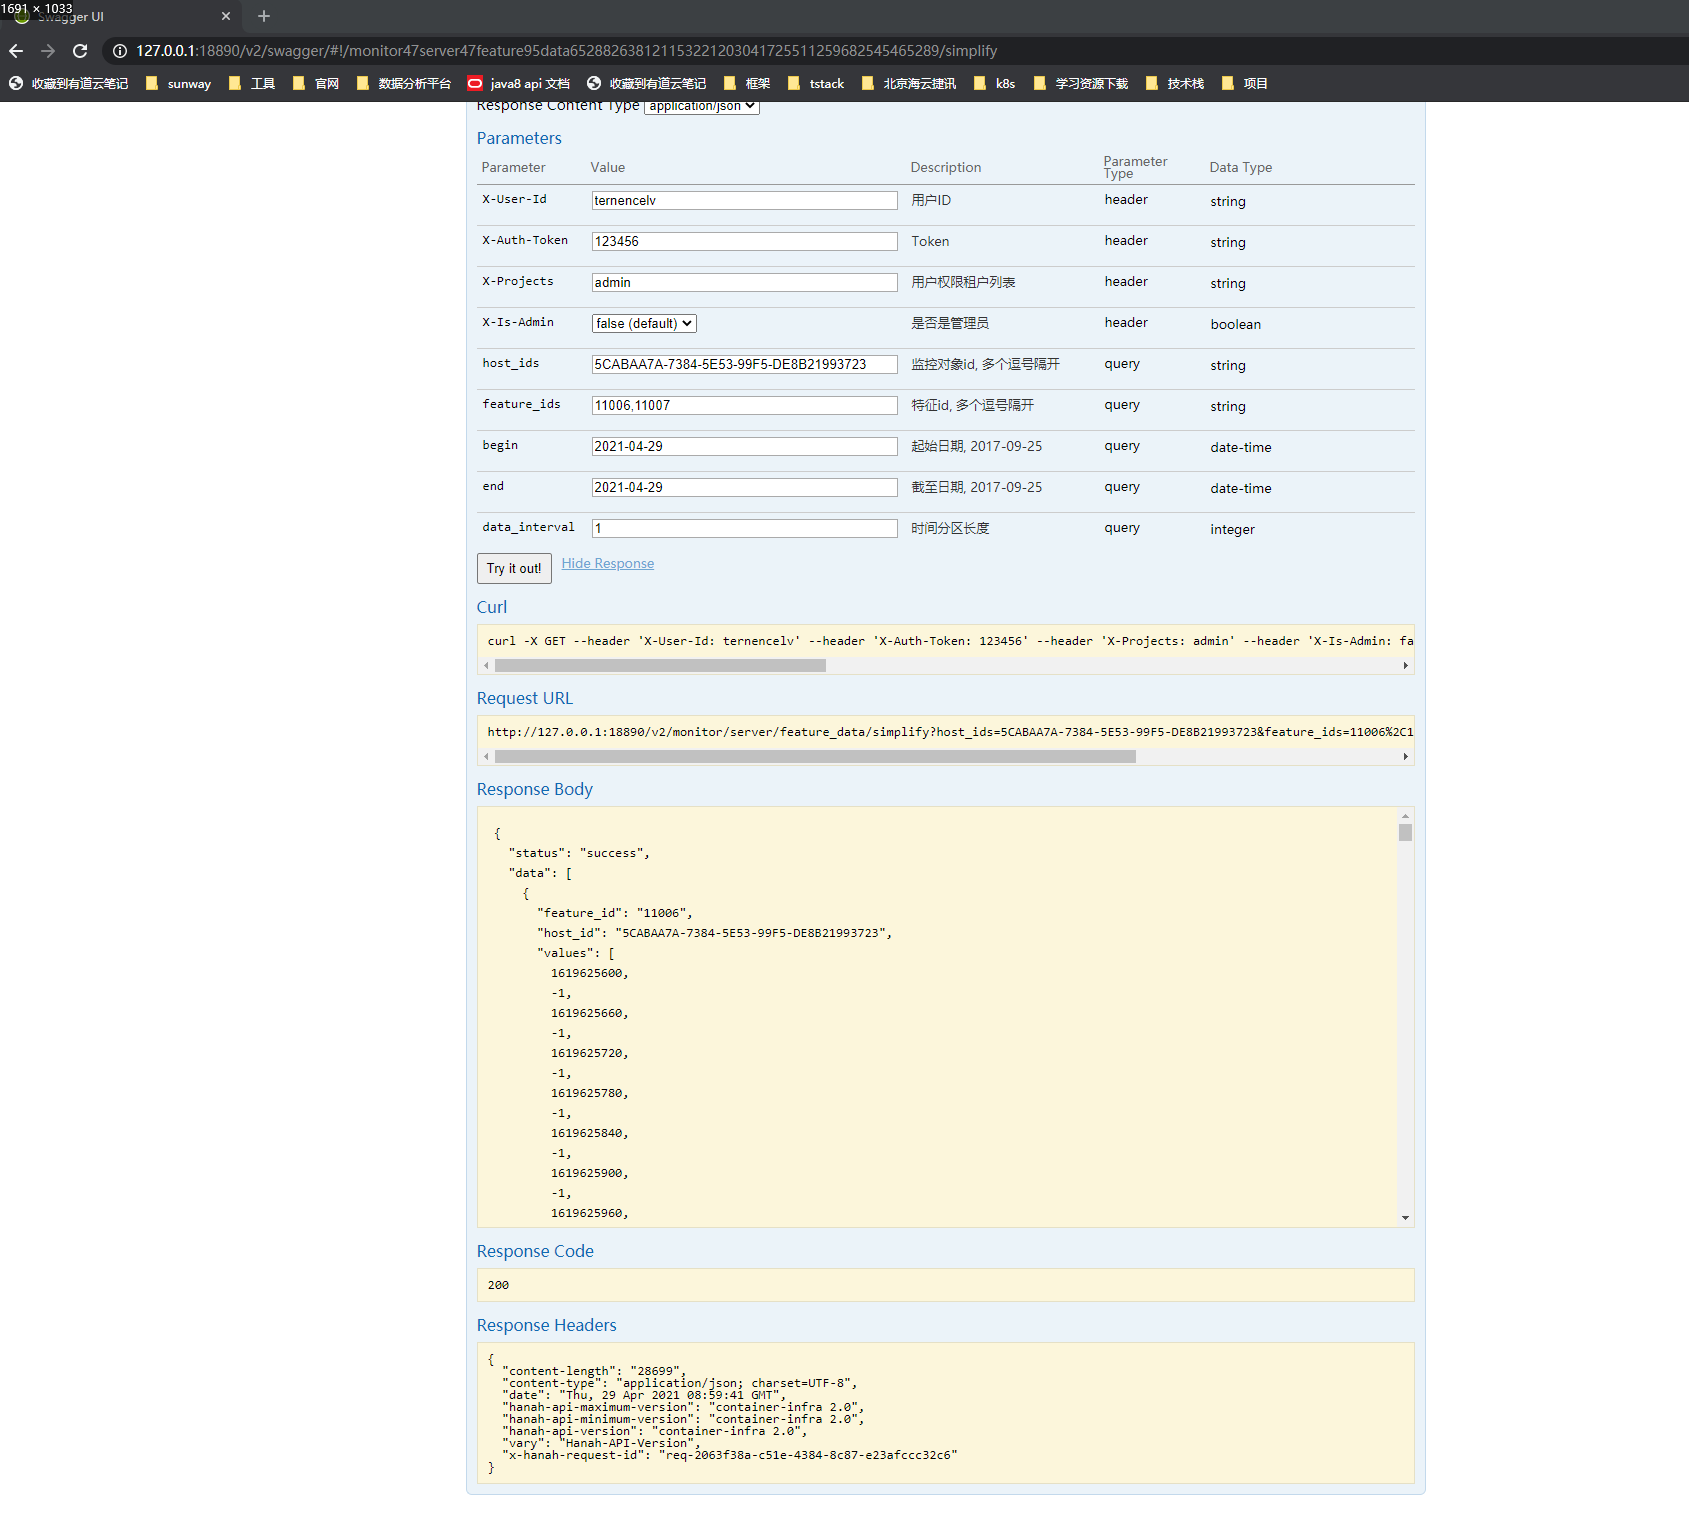 1691 × 1033
Swagger UI
127.0.0.1:18890/v2/swagger/#!/monitor47server47feature95data652882638121153221203041725511259682545465289/simplify
收藏到有道云笔记 sunway 工具 官网 数据分析平台 java8 api 文档 收藏到有道云笔记 框架 tstack 北京海云捷讯 k8s 学习资源下载 技术栈 项目
Response Content Type application/json
Parameters
Parameter Value Description Parameter Type Data Type
X-User-Id ternencelv 用户ID header string
X-Auth-Token 123456 Token header string
X-Projects admin 用户权限租户列表 header string
X-Is-Admin false (default) 是否是管理员 header boolean
host_ids 5CABAA7A-7384-5E53-99F5-DE8B21993723 监控对象id, 多个逗号隔开 query string
feature_ids 11006,11007 特征id, 多个逗号隔开 query string
begin 2021-04-29 起始日期, 2017-09-25 query date-time
end 2021-04-29 截至日期, 2017-09-25 query date-time
data_interval 1 时间分区长度 query integer
Try it out! Hide Response
Curl
curl -X GET --header 'X-User-Id: ternencelv' --header 'X-Auth-Token: 123456' --header 'X-Projects: admin' --header 'X-Is-Admin: fa
Request URL
http://127.0.0.1:18890/v2/monitor/server/feature_data/simplify?host_ids=5CABAA7A-7384-5E53-99F5-DE8B21993723&feature_ids=11006%2C1
Response Body
{
"status": "success",
"data": [
{
"feature_id": "11006",
"host_id": "5CABAA7A-7384-5E53-99F5-DE8B21993723",
"values": [
1619625600,
-1,
1619625660,
-1,
1619625720,
-1,
1619625780,
-1,
1619625840,
-1,
1619625900,
-1,
1619625960,
Response Code
200
Response Headers
{
"content-length": "28699",
"content-type": "application/json; charset=UTF-8",
"date": "Thu, 29 Apr 2021 08:59:41 GMT",
"hanah-api-maximum-version": "container-infra 2.0",
"hanah-api-minimum-version": "container-infra 2.0",
"hanah-api-version": "container-infra 2.0",
"vary": "Hanah-API-Version",
"x-hanah-request-id": "req-2063f38a-c51e-4384-8c87-e23afccc32c6"
}